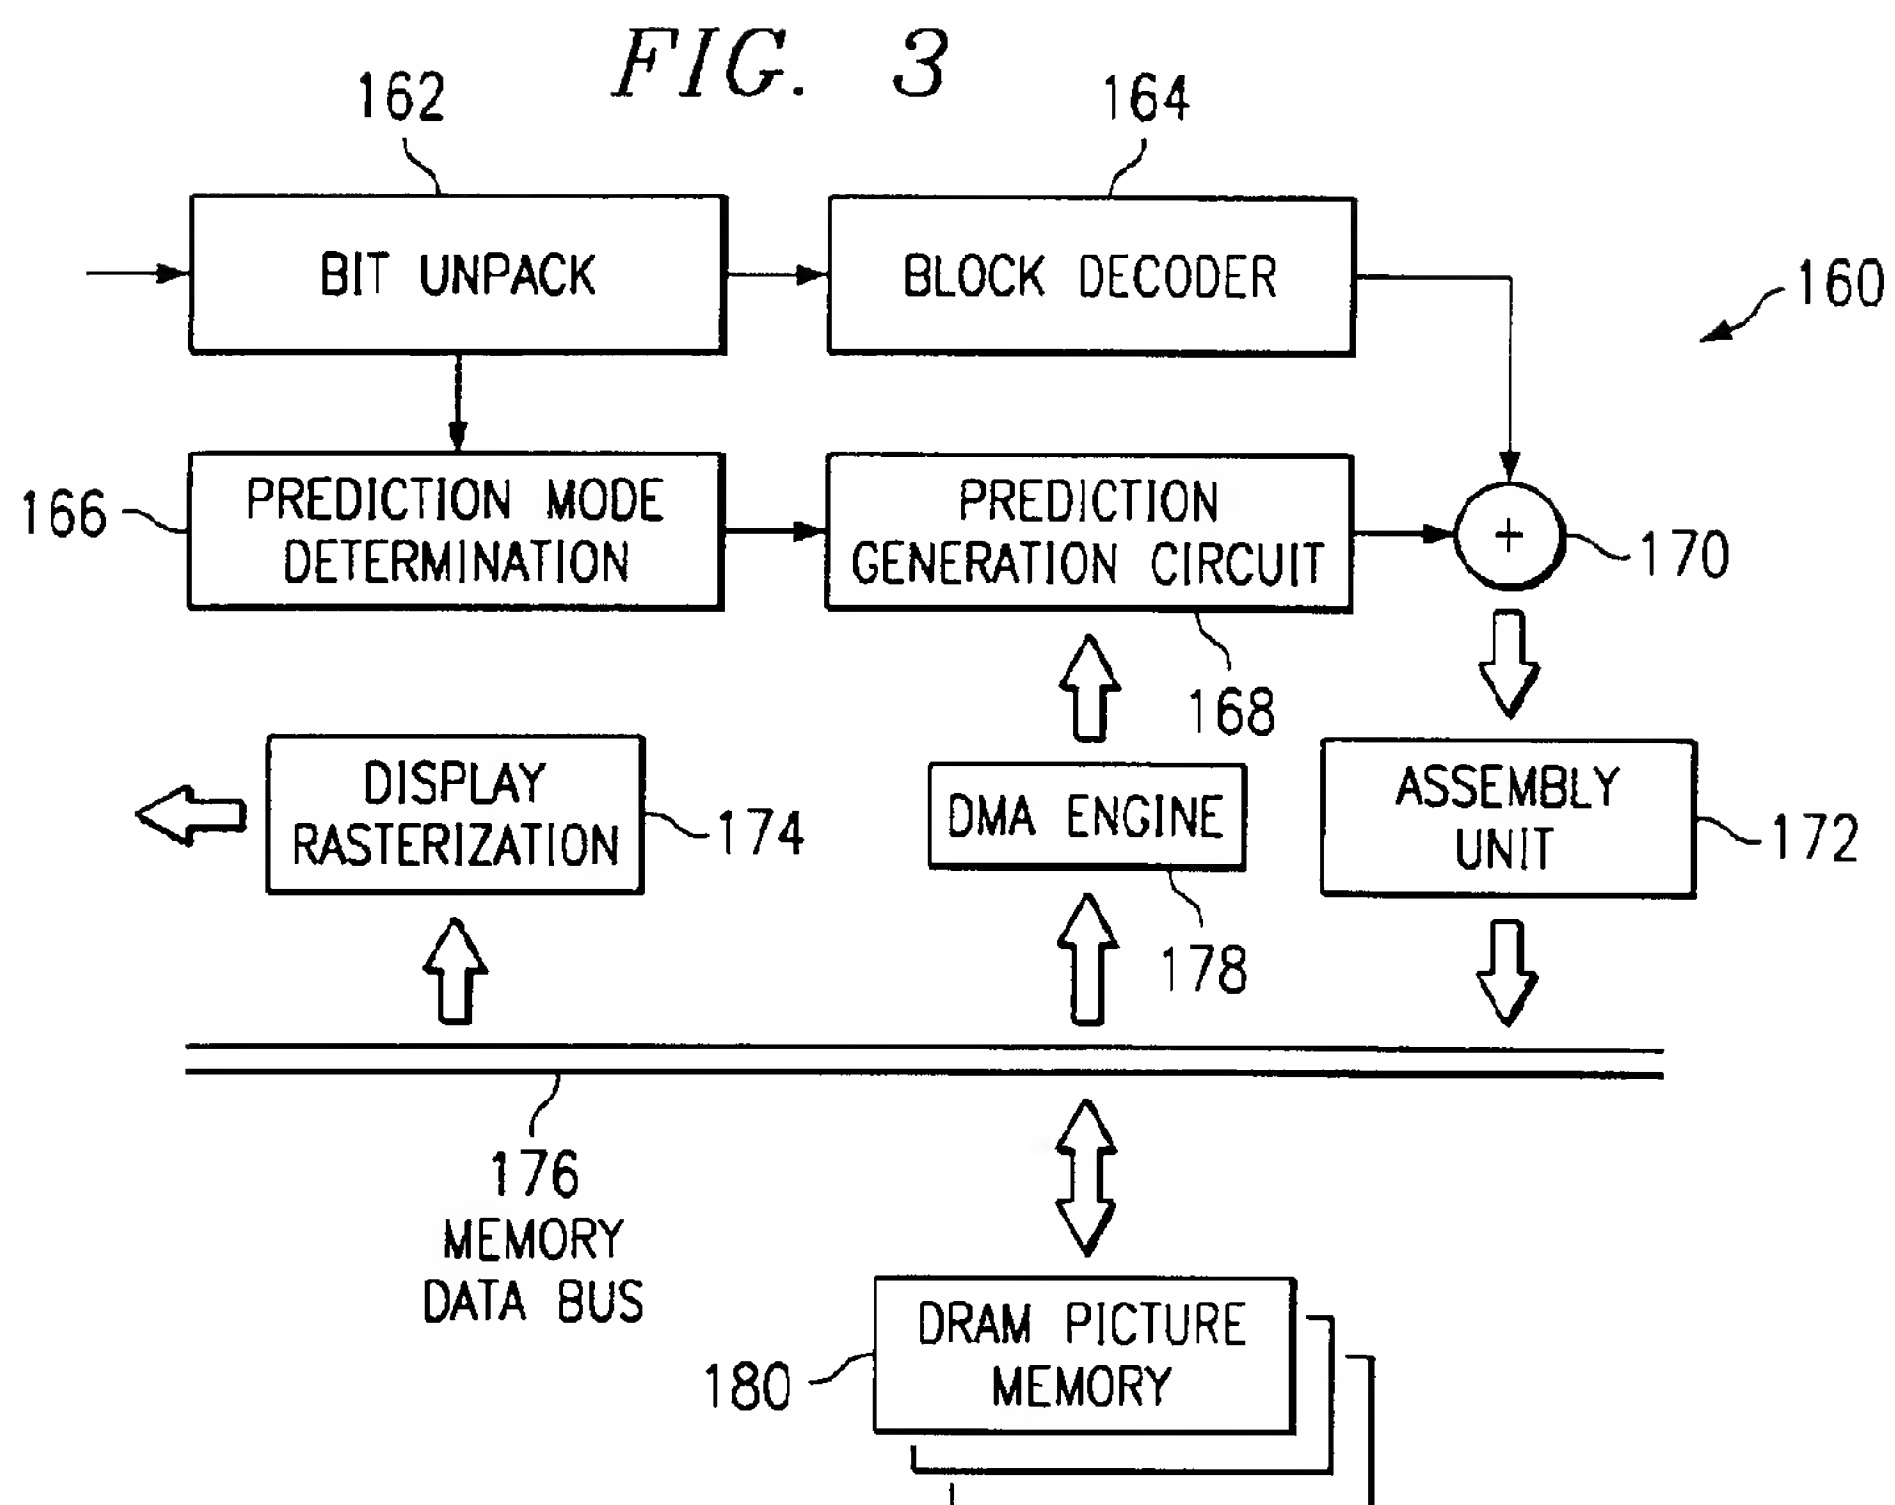 FIG. 3
162
164
BIT UNPACK
BLOCK DECODER
160
166
PREDICTION MODE
DETERMINATION
PREDICTION
GENERATION CIRCUIT
+
170
168
DISPLAY
RASTERIZATION
174
DMA ENGINE
178
ASSEMBLY
UNIT
172
176
MEMORY
DATA BUS
DRAM PICTURE
MEMORY
180